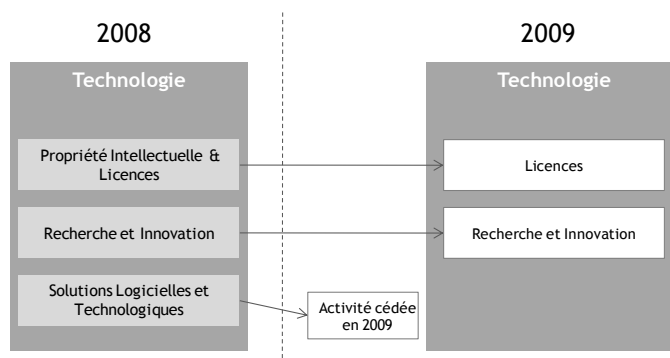 2008
2009
Technologie
Technologie
Propriété Intellectuelle &
Licences
Licences
Recherche et Innovation
Recherche et Innovation
Solutions Logicielles et
Technologiques
Activité cédée
en 2009